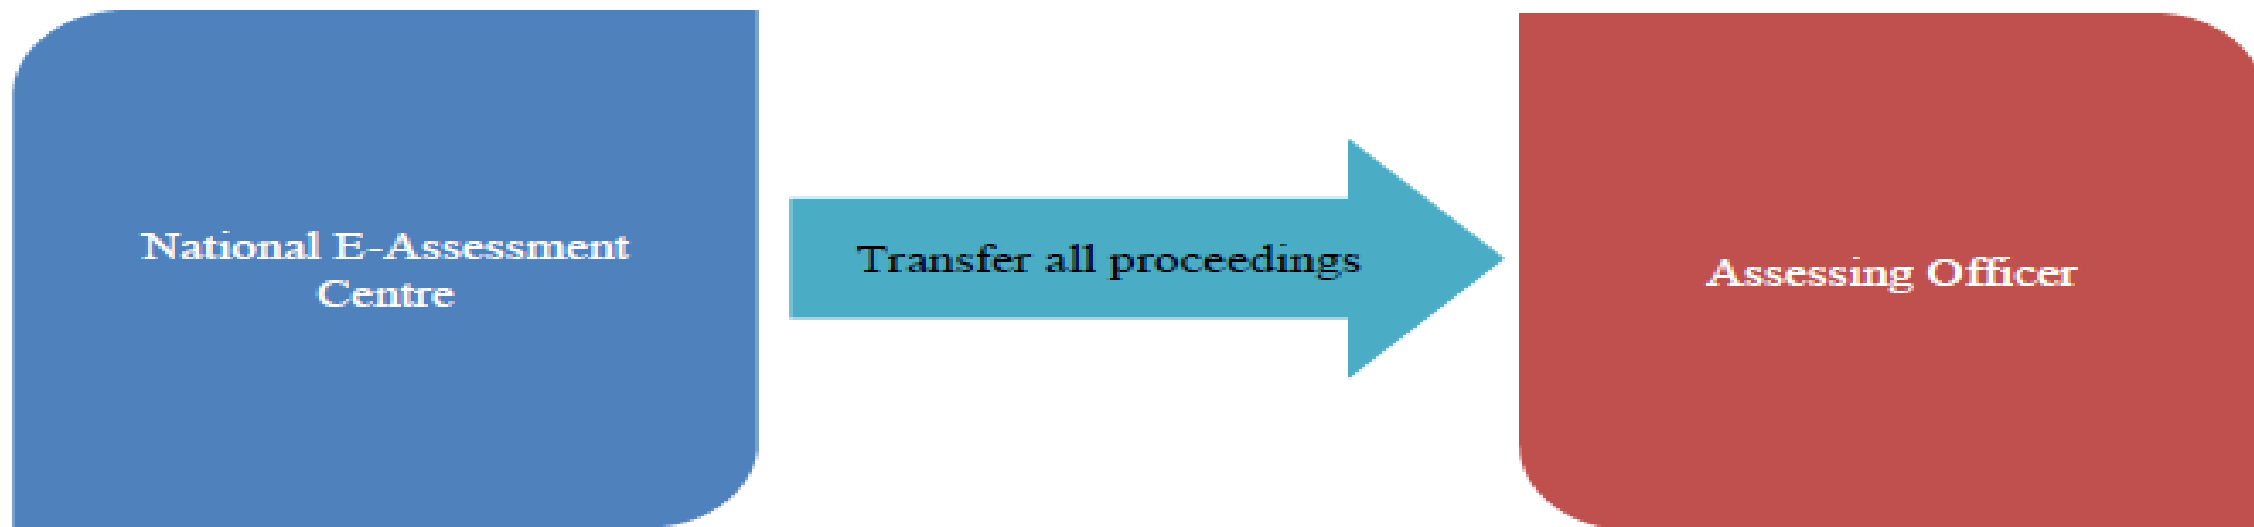 National E-Assessment
Centre
Transfer all proceedings
Assessing Officer